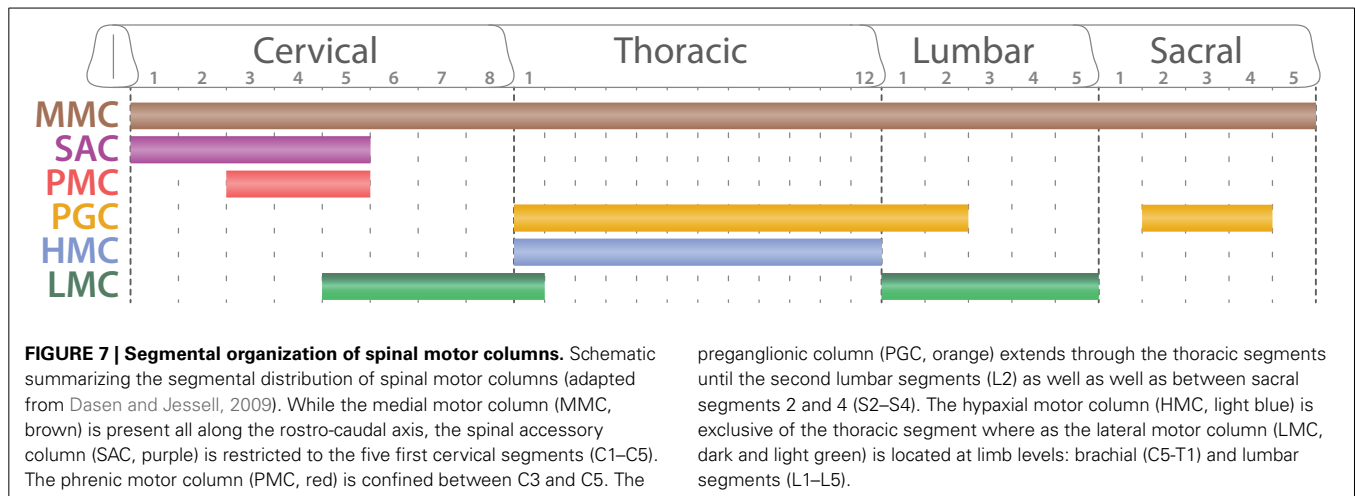 Cervical Thoracic Lumbar Sacral
1 2 3 4 5 6 7 8 1 12 1 2 3 4 5 1 2 3 4 5
MMC
SAC
PMC
PGC
HMC
LMC
FIGURE 7 | Segmental organization of spinal motor columns. Schematic
summarizing the segmental distribution of spinal motor columns (adapted
from Dasen and Jessell, 2009). While the medial motor column (MMC,
brown) is present all along the rostro-caudal axis, the spinal accessory
column (SAC, purple) is restricted to the five first cervical segments (C1–C5).
The phrenic motor column (PMC, red) is confined between C3 and C5. The
preganglionic column (PGC, orange) extends through the thoracic segments
until the second lumbar segments (L2) as well as well as between sacral
segments 2 and 4 (S2–S4). The hypaxial motor column (HMC, light blue) is
exclusive of the thoracic segment where as the lateral motor column (LMC,
dark and light green) is located at limb levels: brachial (C5-T1) and lumbar
segments (L1–L5).